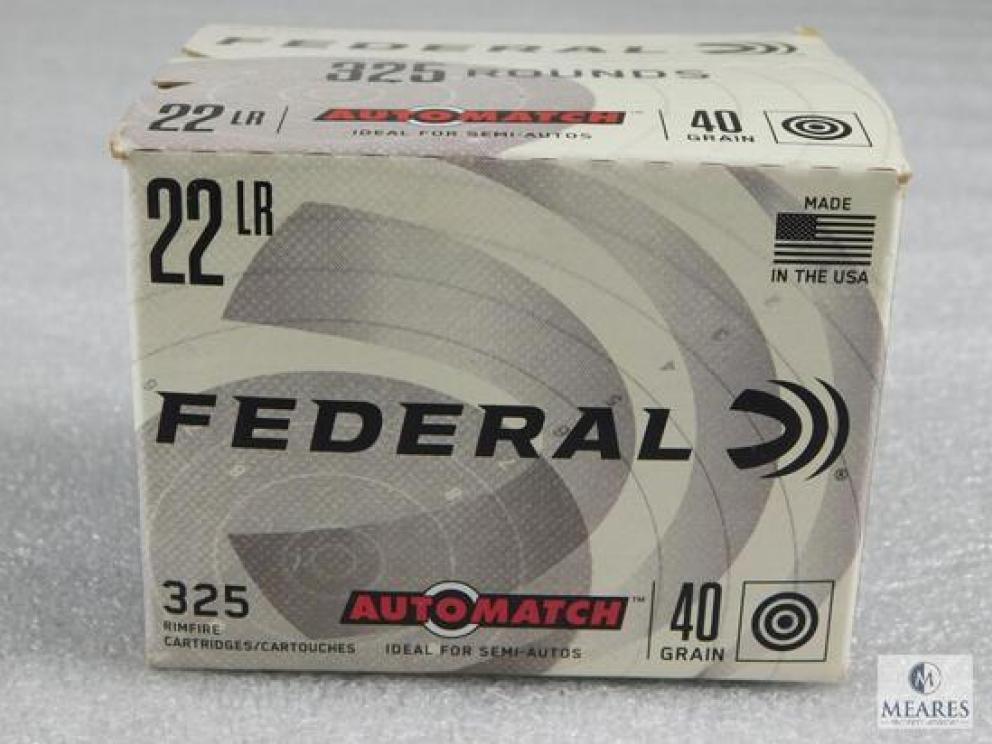 FEDERAL
325 ROUNDS
22 LR AUTOMATCH™ 40 GRAIN
IDEAL FOR SEMI-AUTOS
22 LR
MADE
IN THE USA
FEDERAL ®
325
RIMFIRE
CARTRIDGES/CARTOUCHES
AUTOMATCH™
IDEAL FOR SEMI-AUTOS
40
GRAIN
M
MEARES